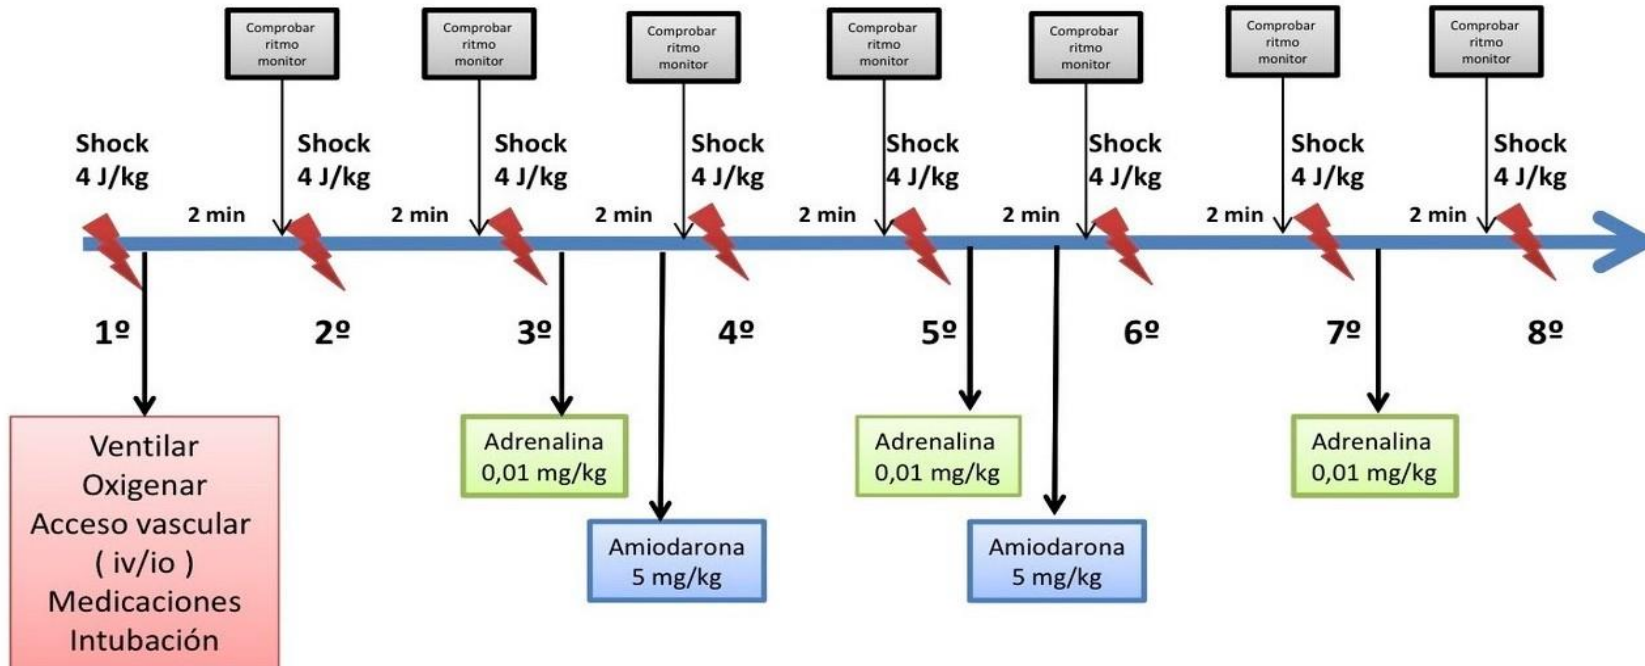 Comprobar
ritmo
monitor
Comprobar
ritmo
monitor
Comprobar
ritmo
monitor
Comprobar
ritmo
monitor
Comprobar
ritmo
monitor
Comprobar
ritmo
monitor
Comprobar
ritmo
monitor
Shock
4 J/kg
Shock
4 J/kg
Shock
4 J/kg
Shock
4 J/kg
Shock
4 J/kg
Shock
4 J/kg
Shock
4 J/kg
Shock
4 J/kg
2 min
2 min
2 min
2 min
2 min
2 min
2 min
1º
2º
3º
4º
5º
6º
7º
8º
Ventilar
Oxigenar
Acceso vascular
( iv/io )
Medicaciones
Intubación
Adrenalina
0,01 mg/kg
Amiodarona
5 mg/kg
Adrenalina
0,01 mg/kg
Amiodarona
5 mg/kg
Adrenalina
0,01 mg/kg